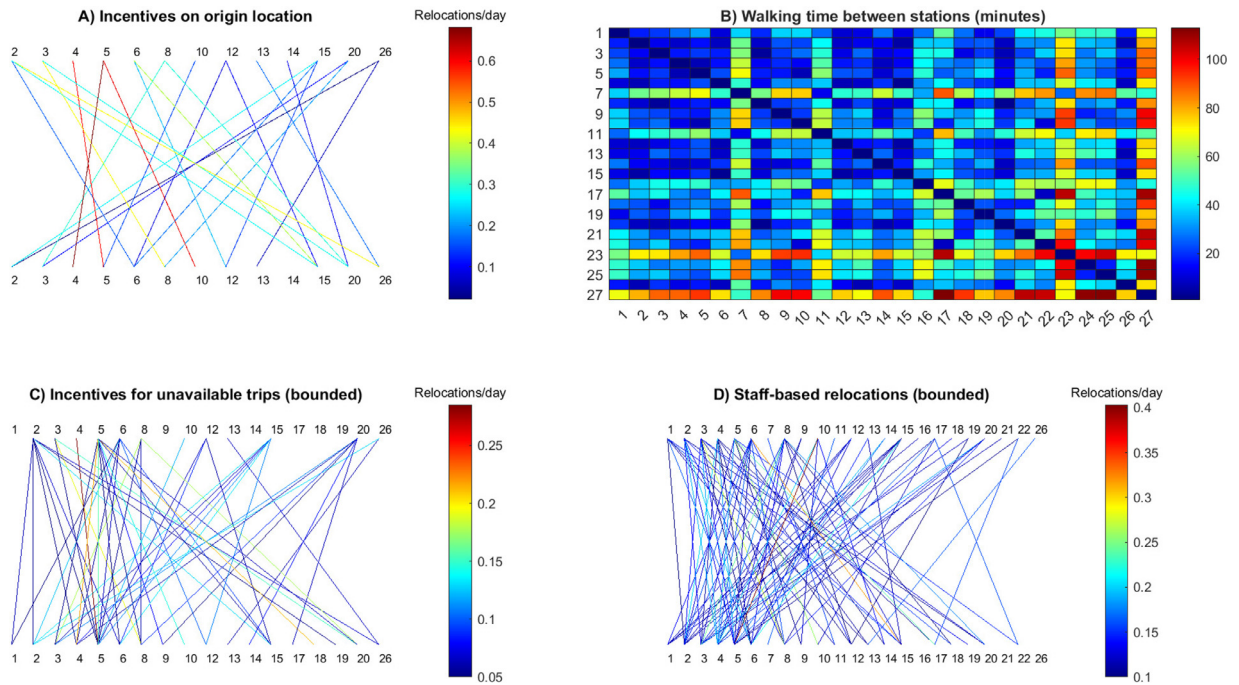 A) Incentives on origin location
Relocations/day
2 3 4 5 6 8 10 12 13 14 15 20 26
2 3 4 5 6 8 10 12 13 14 15 20 26
0.6
0.5
0.4
0.3
0.2
0.1
B) Walking time between stations (minutes)
1
3
5
7
9
11
13
15
17
19
21
23
25
27
1 2 3 4 5 6 7 8 9 10 11 12 13 14 15 16 17 18 19 20 21 22 23 24 25 26 27
100
80
60
40
20
C) Incentives for unavailable trips (bounded)
Relocations/day
1 2 3 4 5 6 8 9 10 12 13 14 15 17 19 20 26
1 2 3 4 5 6 8 9 10 12 13 14 15 17 19 20 26
0.25
0.2
0.15
0.1
0.05
D) Staff-based relocations (bounded)
Relocations/day
1 2 3 4 5 6 7 8 9 10 12 13 14 15 16 17 18 19 20 21 22 26
1 2 3 4 5 6 7 8 9 10 12 13 14 15 16 17 18 19 20 21 22 26
0.4
0.35
0.3
0.25
0.2
0.15
0.1